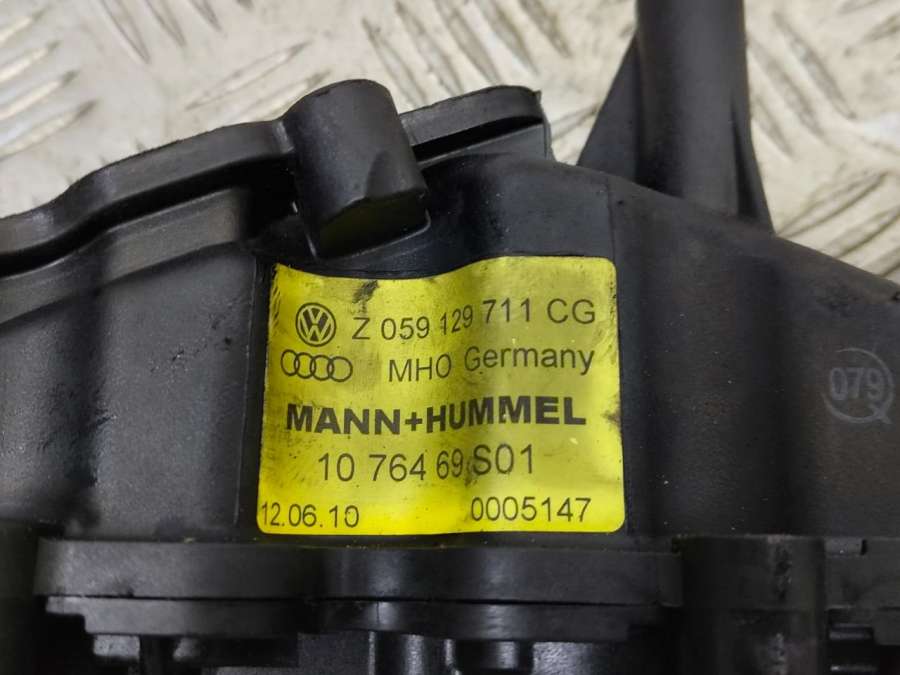 Z 059 129 711 CG
MHO Germany
MANN+HUMMEL
10 764 69 S01
12.06.10 0005147
079